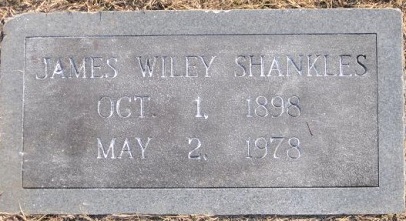 JAMES WILEY SHANKLES
OCT. 1, 1898
MAY 2, 1978